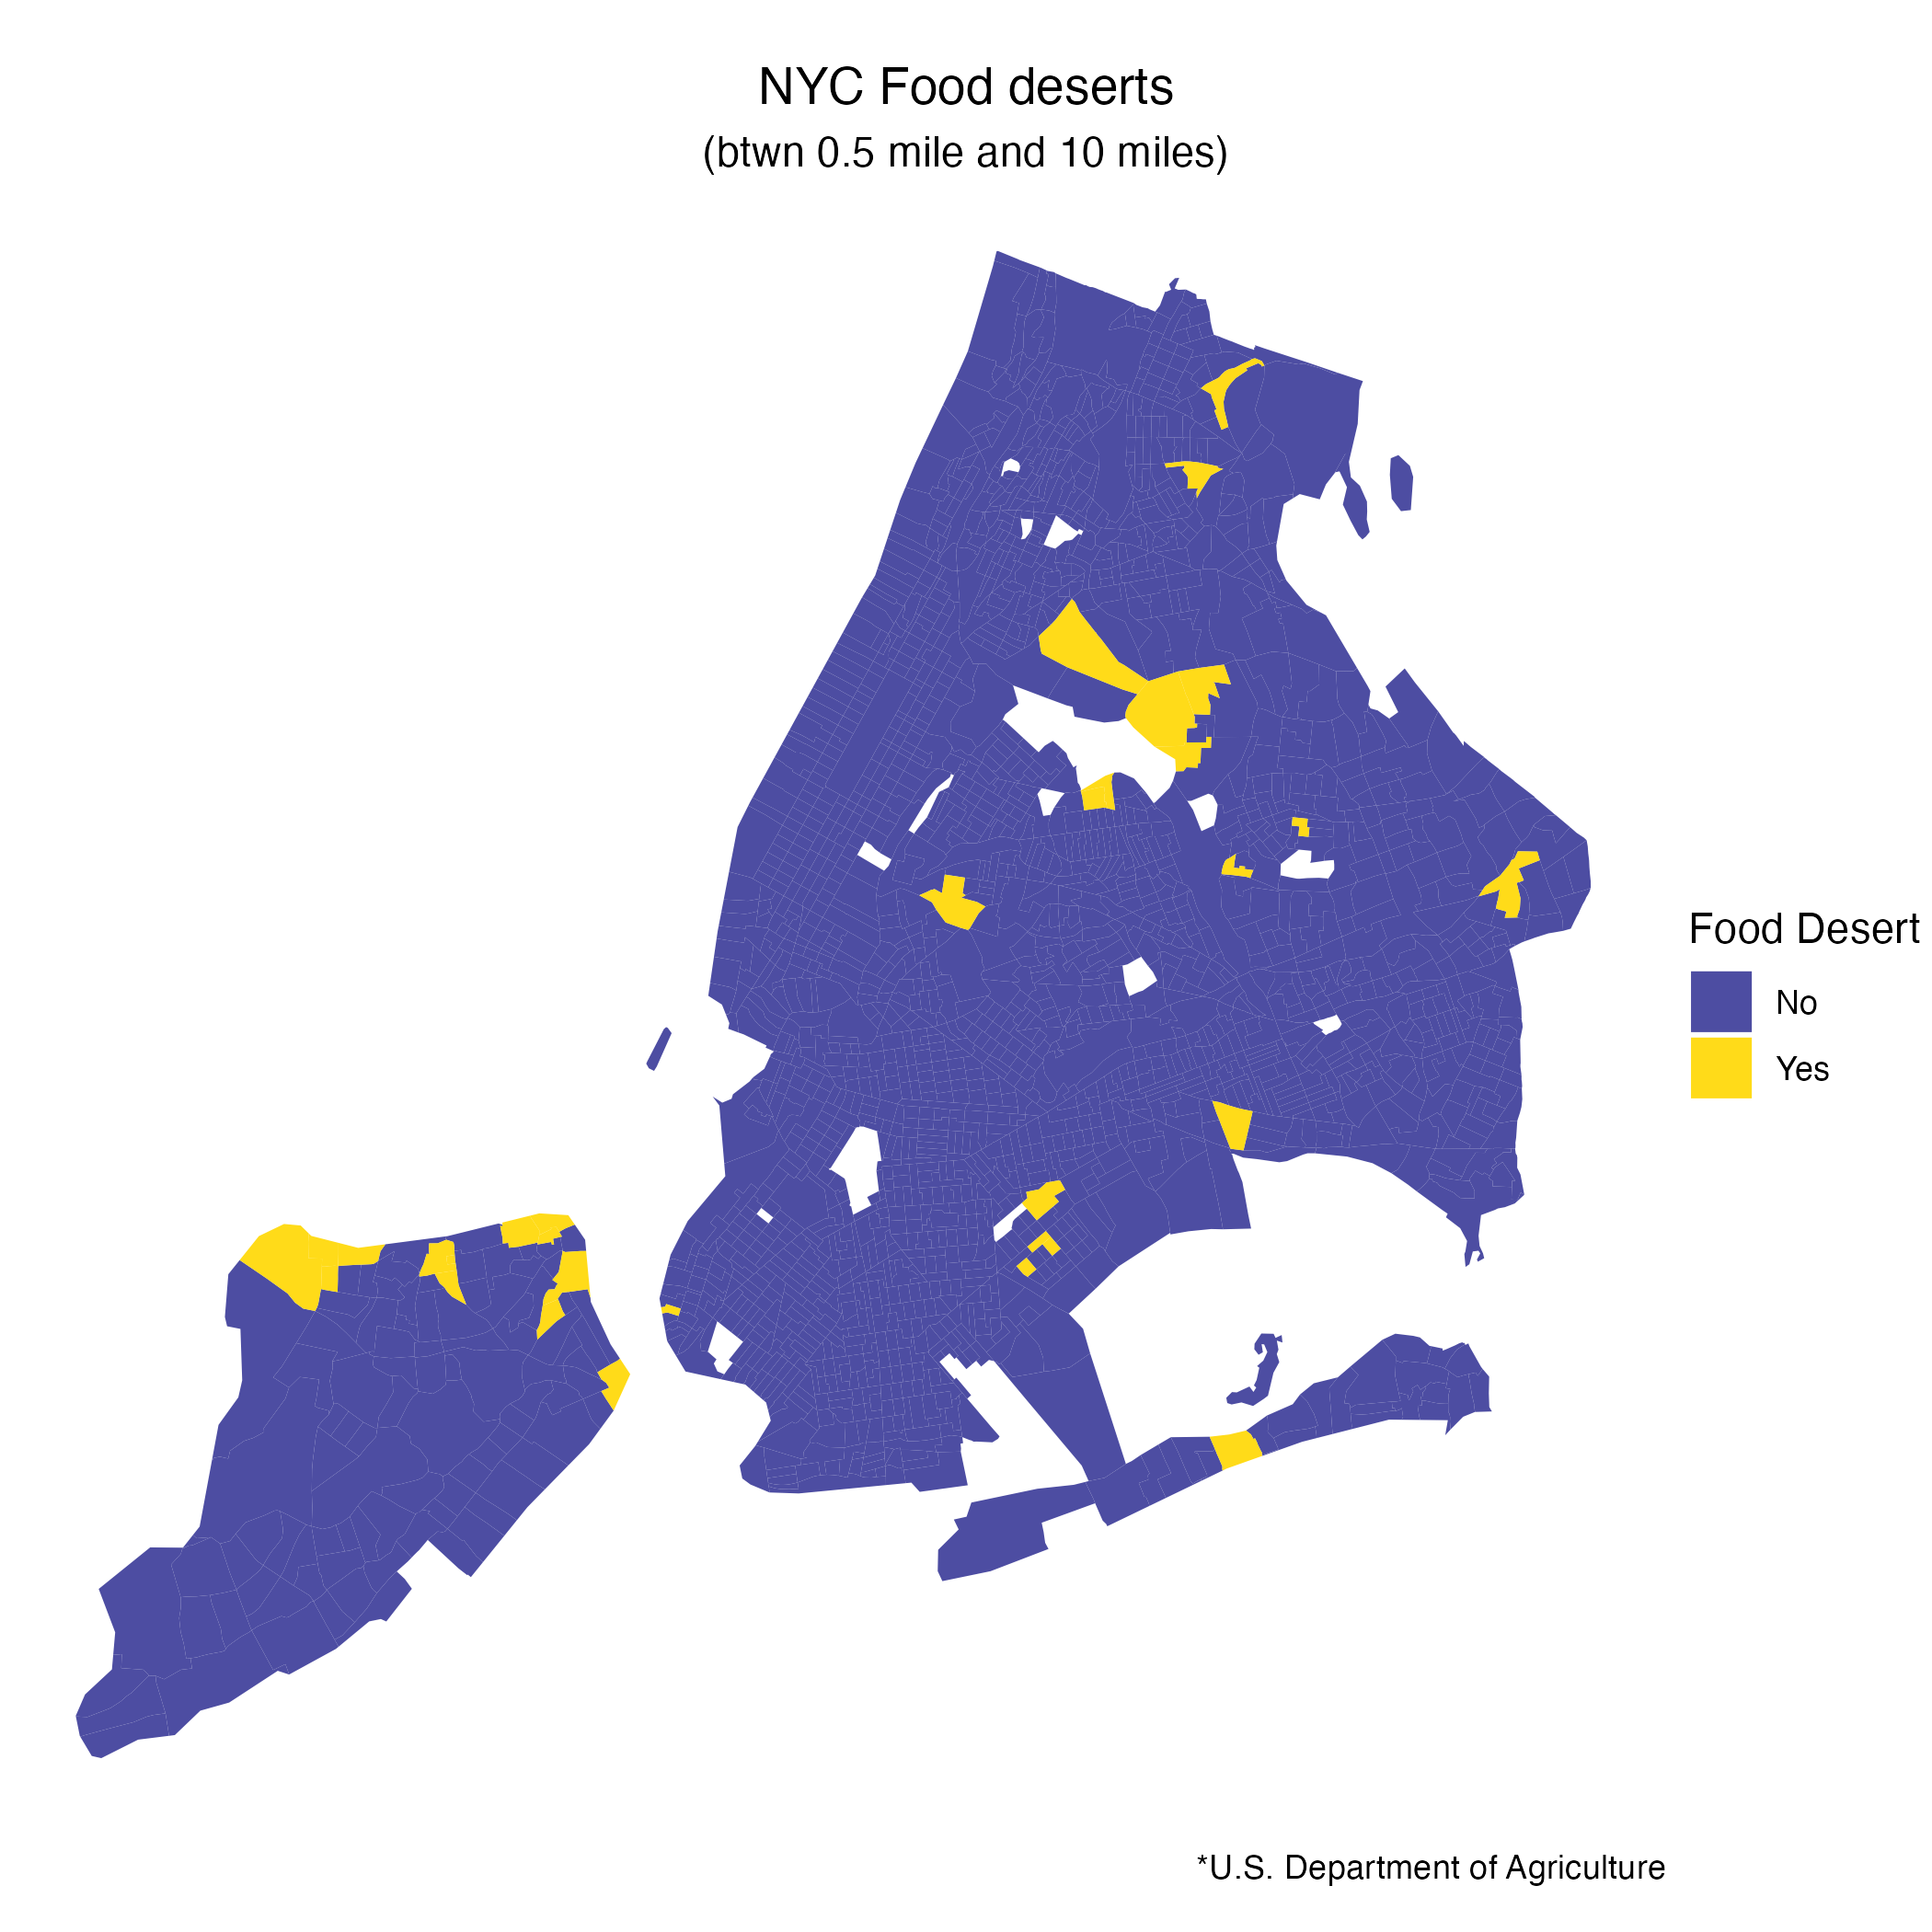 NYC Food deserts
(btwn 0.5 mile and 10 miles)
Food Desert
No
Yes
*U.S. Department of Agriculture